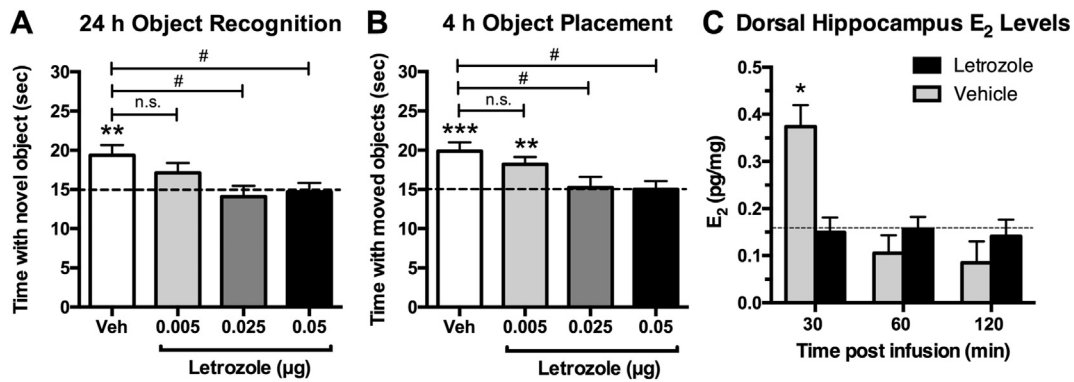 A 24 h Object Recognition
Time with novel object (sec)
30
25
20
15
10
5
0
#
#
n.s.
**
Veh 0.005 0.025 0.05
Letrozole (µg)
B 4 h Object Placement
Time with moved objects (sec)
30
25
20
15
10
5
0
#
#
n.s.
***
**
Veh 0.005 0.025 0.05
Letrozole (µg)
C Dorsal Hippocampus E₂ Levels
E₂ (pg/mg)
0.5
0.4
0.3
0.2
0.1
0.0
Letrozole
Vehicle
*
30 60 120
Time post infusion (min)